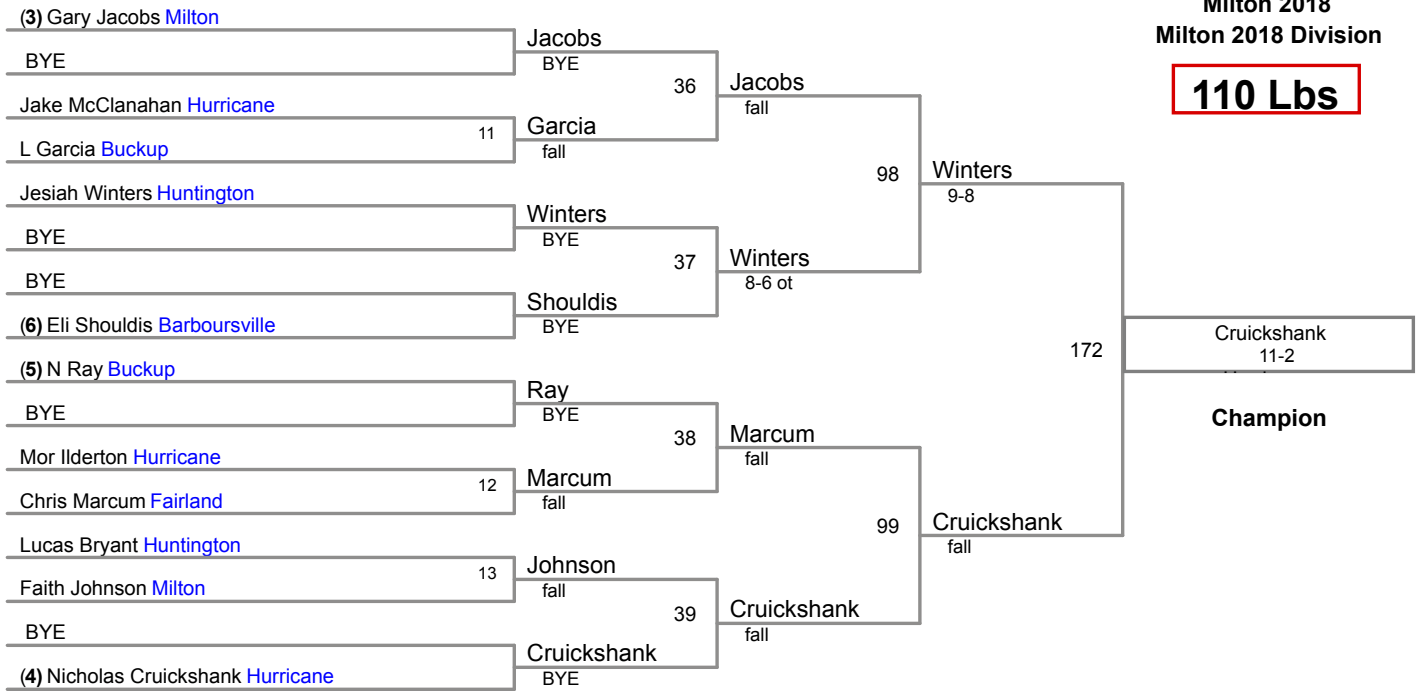 Milton 2018
Milton 2018 Division
110 Lbs
(3) Gary Jacobs Milton
BYE
Jake McClanahan Hurricane
L Garcia Buckup
Jesiah Winters Huntington
BYE
BYE
(6) Eli Shouldis Barboursville
(5) N Ray Buckup
BYE
Mor Ilderton Hurricane
Chris Marcum Fairland
Lucas Bryant Huntington
Faith Johnson Milton
BYE
(4) Nicholas Cruickshank Hurricane
11
12
13
Jacobs
BYE
Garcia
fall
Winters
BYE
Shouldis
BYE
Ray
BYE
Marcum
fall
Johnson
fall
Cruickshank
BYE
36
37
38
39
Jacobs
fall
Winters
8-6 ot
Marcum
fall
Cruickshank
fall
98
99
Winters
9-8
Cruickshank
fall
172
Cruickshank
11-2
Champion